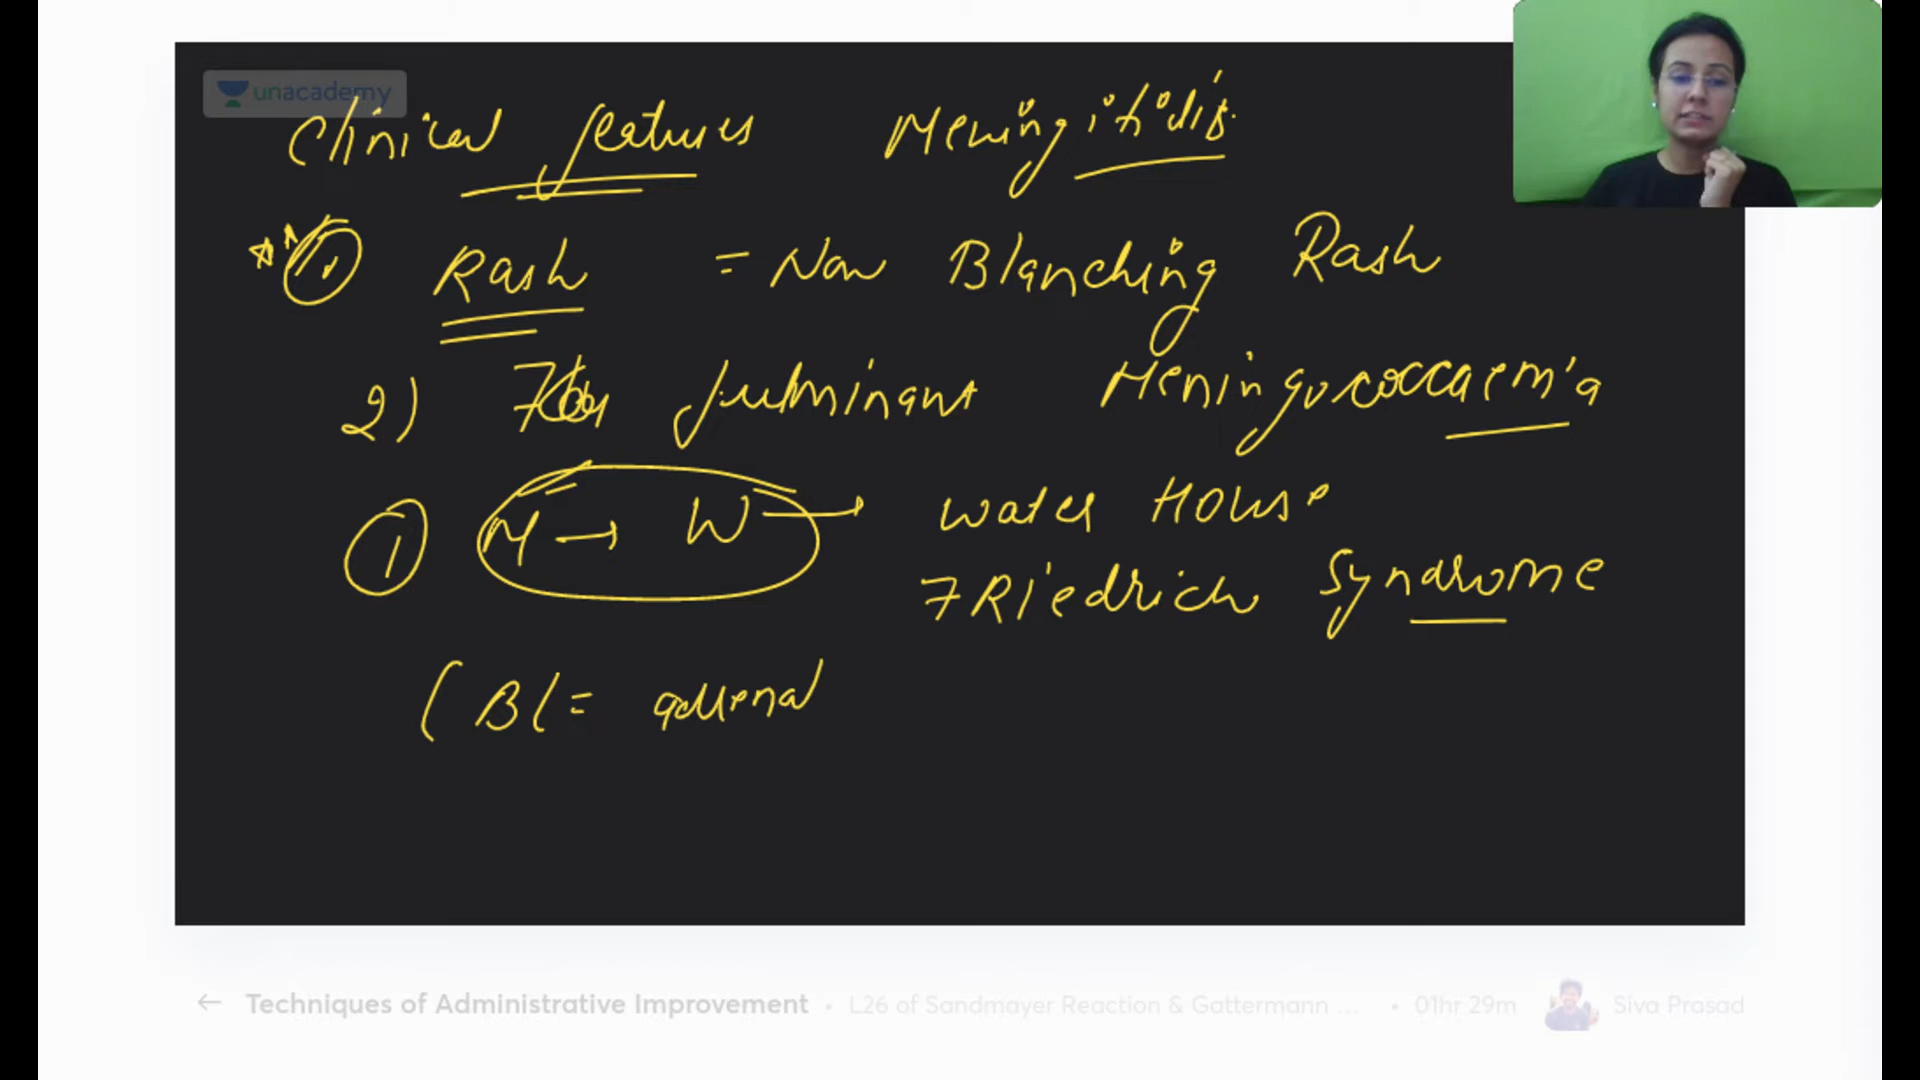 unacademy
Clinical features Meningitidis.
1. Rash = Non Blanching Rash
2) fulminant Meningococcaemia
① M → W → Water House
Friedrich Syndrome
( B/L = adrenal
← Techniques of Administrative Improvement • L26 of Sandmayer Reaction & Gattermann ... • 01hr 29m Siva Prasad